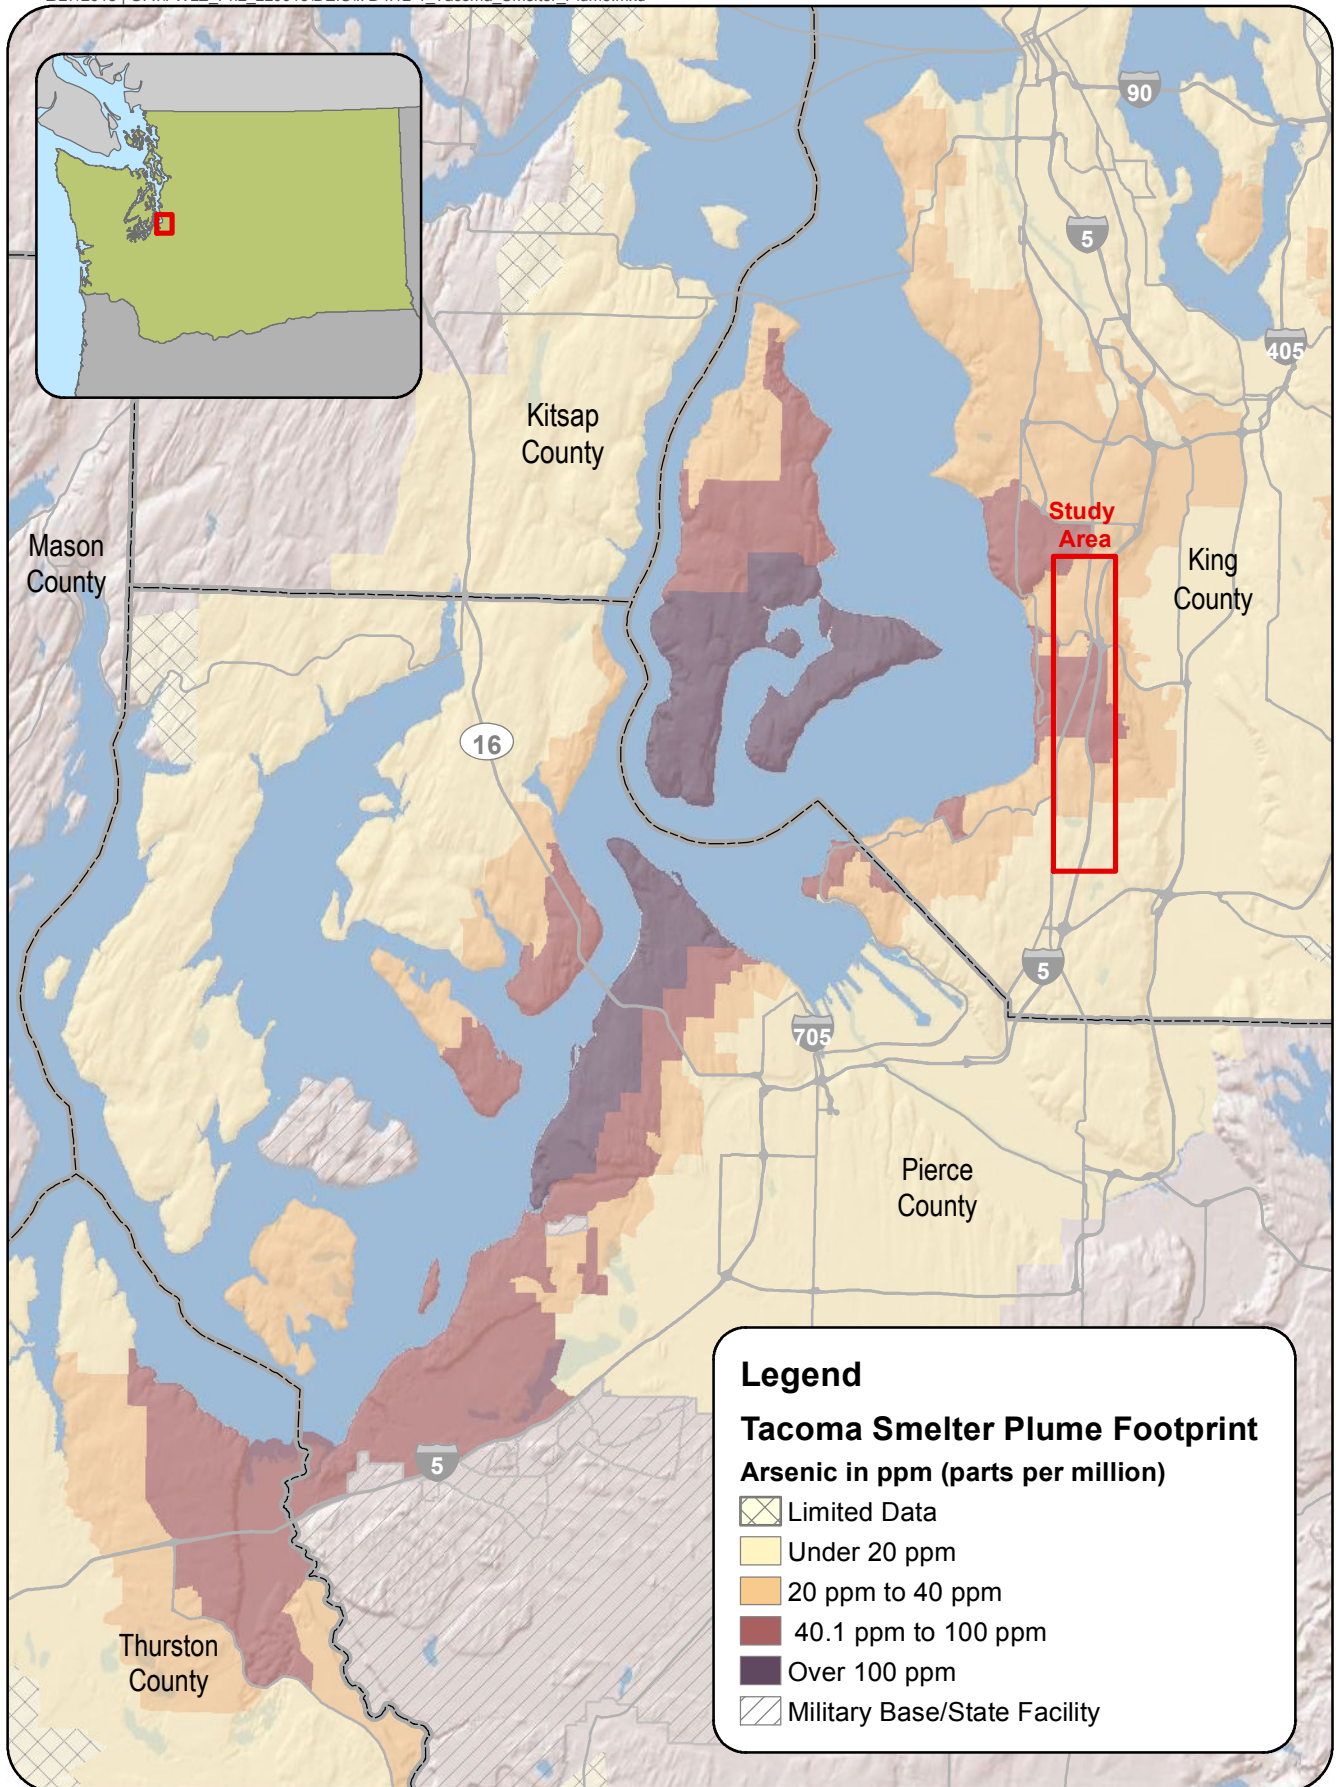 90
5
405
Kitsap
County
Mason
County
Study
Area
King
County
16
5
705
Pierce
County
5
Thurston
County
Legend
Tacoma Smelter Plume Footprint
Arsenic in ppm (parts per million)
Limited Data
Under 20 ppm
20 ppm to 40 ppm
40.1 ppm to 100 ppm
Over 100 ppm
Military Base/State Facility